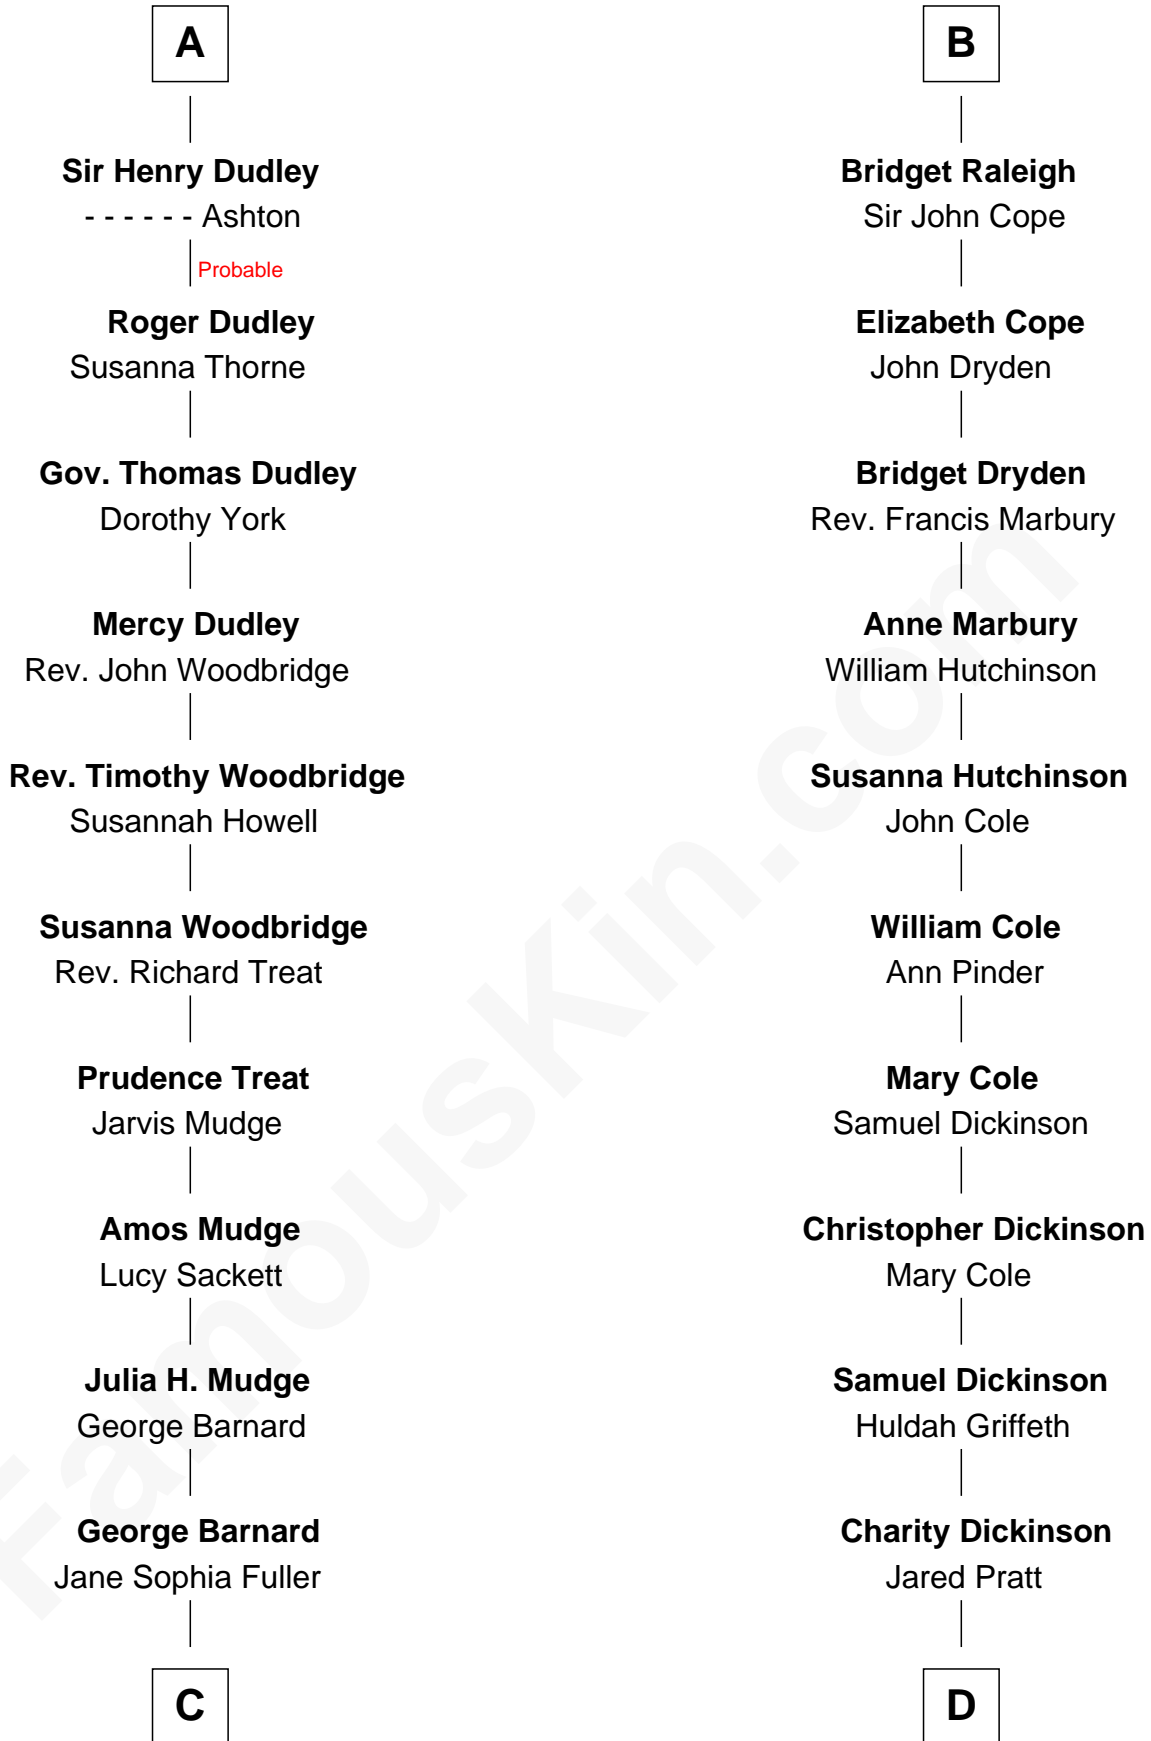 A
Sir Henry Dudley
- - - - - - Ashton
Probable
Roger Dudley
Susanna Thorne
Gov. Thomas Dudley
Dorothy York
Mercy Dudley
Rev. John Woodbridge
Rev. Timothy Woodbridge
Susannah Howell
Susanna Woodbridge
Rev. Richard Treat
Prudence Treat
Jarvis Mudge
Amos Mudge
Lucy Sackett
Julia H. Mudge
George Barnard
George Barnard
Jane Sophia Fuller
C
B
Bridget Raleigh
Sir John Cope
Elizabeth Cope
John Dryden
Bridget Dryden
Rev. Francis Marbury
Anne Marbury
William Hutchinson
Susanna Hutchinson
John Cole
William Cole
Ann Pinder
Mary Cole
Samuel Dickinson
Christopher Dickinson
Mary Cole
Samuel Dickinson
Huldah Griffeth
Charity Dickinson
Jared Pratt
D
FamousKin.com